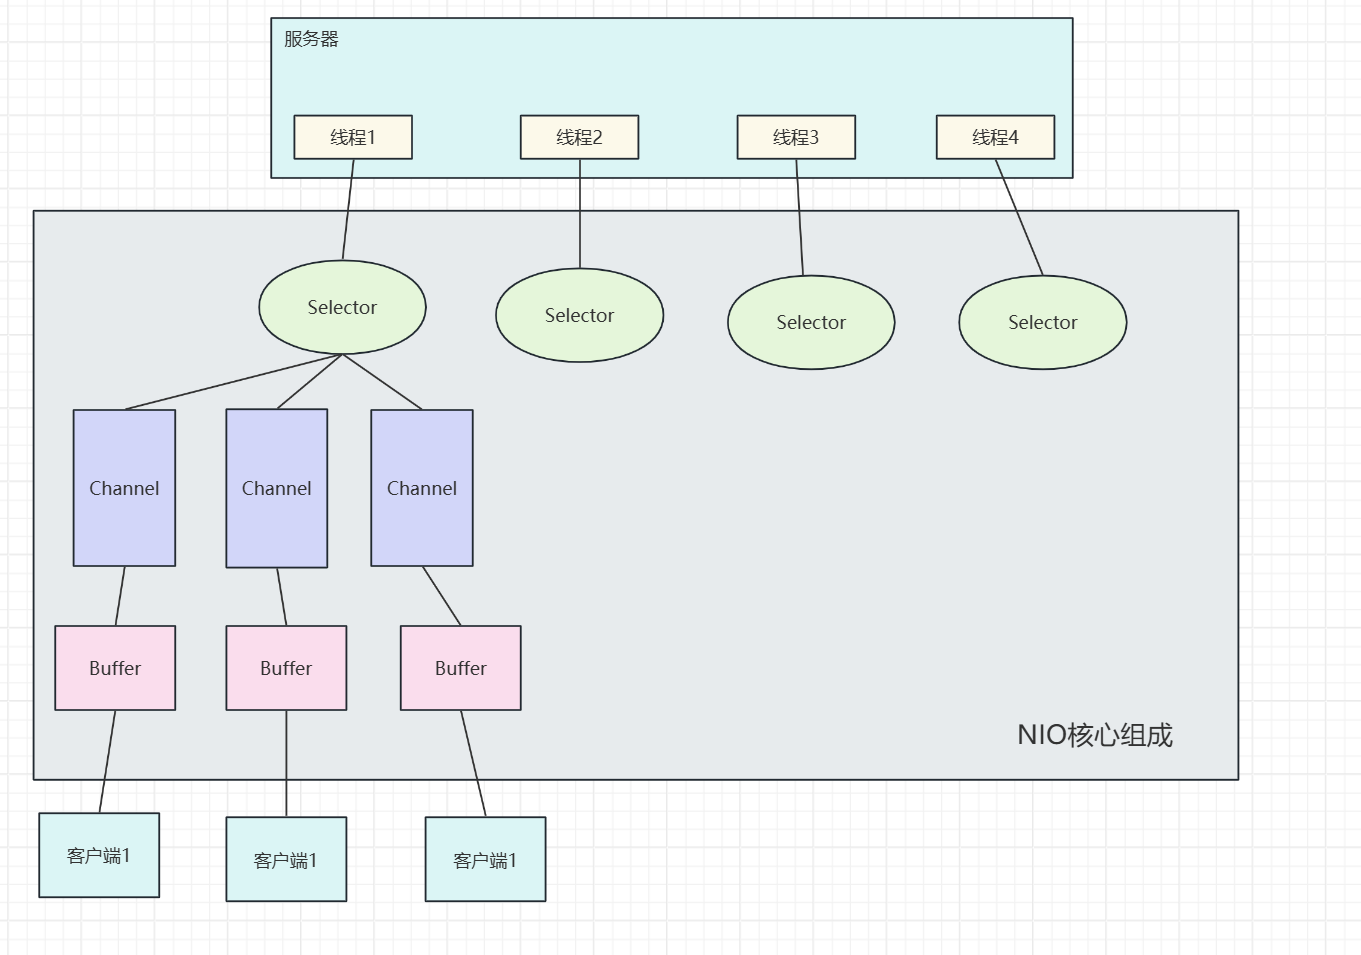 服务器
线程1
线程2
线程3
线程4
Selector
Selector
Selector
Selector
Channel
Channel
Channel
Buffer
Buffer
Buffer
NIO核心组成
客户端1
客户端1
客户端1